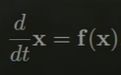 d/dt x = f(x)